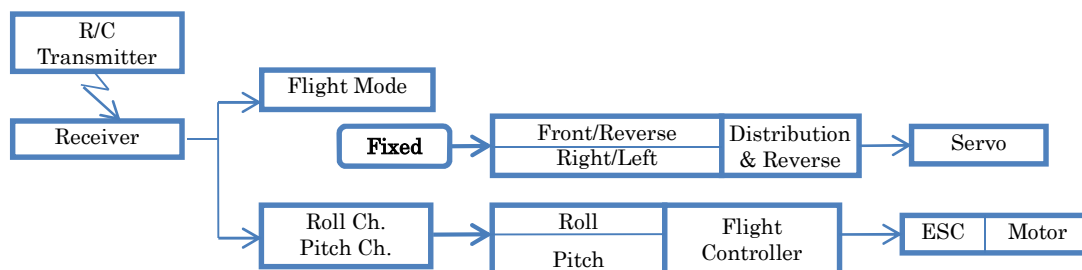 R/C
Transmitter
Receiver
Flight Mode
Fixed
Front/Reverse
Right/Left
Distribution
& Reverse
Servo
Roll Ch.
Pitch Ch.
Roll
Pitch
Flight
Controller
ESC
Motor